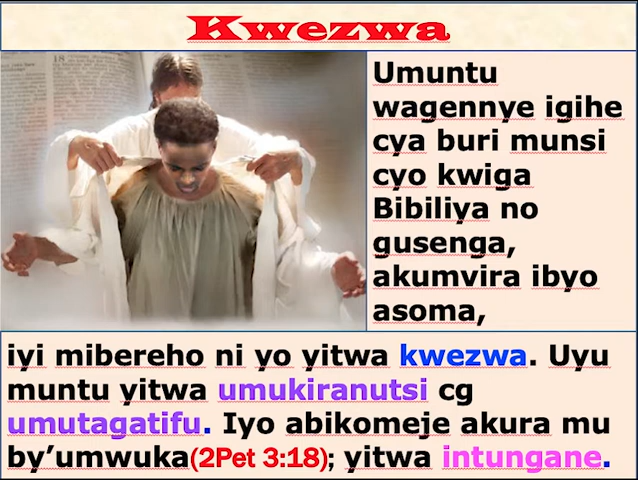 Kwezwa
Umuntu
wagennye igihe
cya buri munsi
cyo kwiga
Bibiliya no
gusenga,
akumvira ibyo
asoma,
iyi mibereho ni yo yitwa kwezwa. Uyu
muntu yitwa umukiranutsi cg
umutagatifu. Iyo abikomeje akura mu
by’umwuka(2Pet 3:18); yitwa intungane.